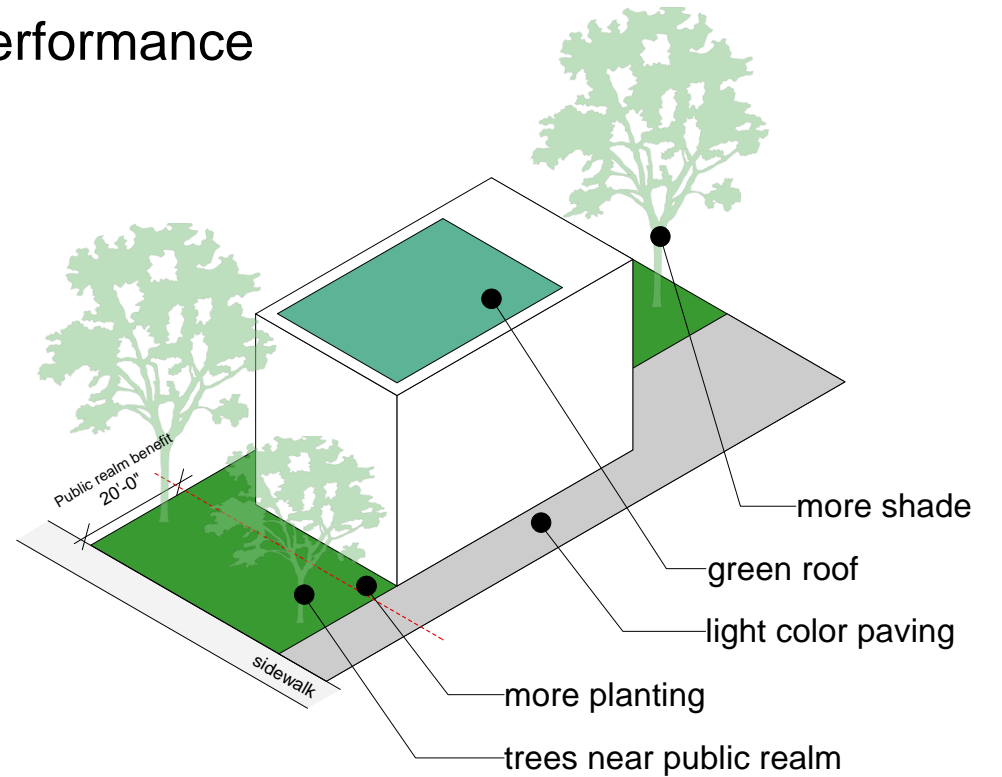 erformance
Public realm benefit
20'-0"
sidewalk
more shade
green roof
light color paving
more planting
trees near public realm